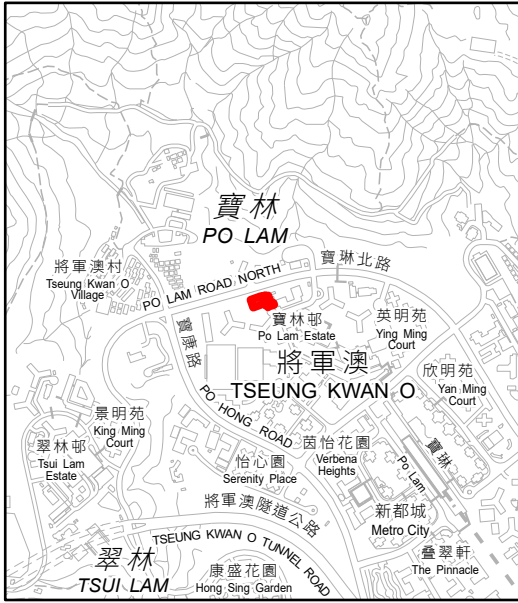 寶林
PO LAM
寶琳北路
PO LAM ROAD NORTH
將軍澳村
Tseung Kwan O
Village
寶康路
寶林邨
Po Lam Estate
英明苑
Ying Ming
Court
將軍澳
TSEUNG KWAN O
欣明苑
Yan Ming
Court
PO HONG ROAD
景明苑
King Ming
Court
翠林邨
Tsui Lam
Estate
茵怡花園
Verbena
Heights
寶琳
Po Lam
怡心園
Serenity Place
將軍澳隧道公路
新都城
Metro City
TSEUNG KWAN O TUNNEL ROAD
叠翠軒
The Pinnacle
翠林
TSUI LAM
康盛花園
Hong Sing Garden